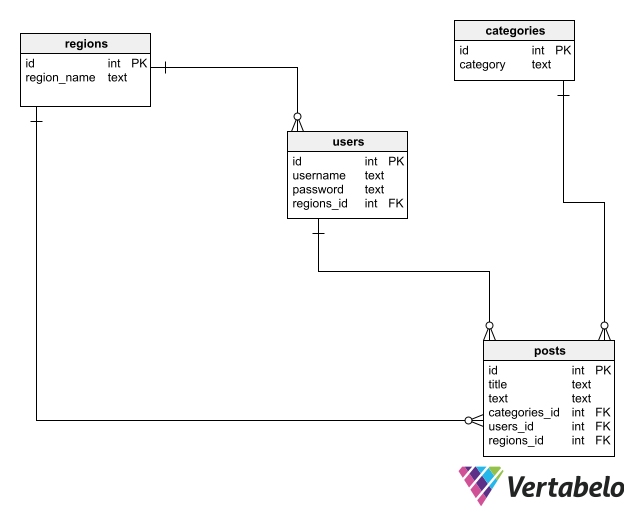 regions
id int PK
region_name text
categories
id int PK
category text
users
id int PK
username text
password text
regions_id int FK
posts
id int PK
title text
text text
categories_id int FK
users_id int FK
regions_id int FK
Vertabelo